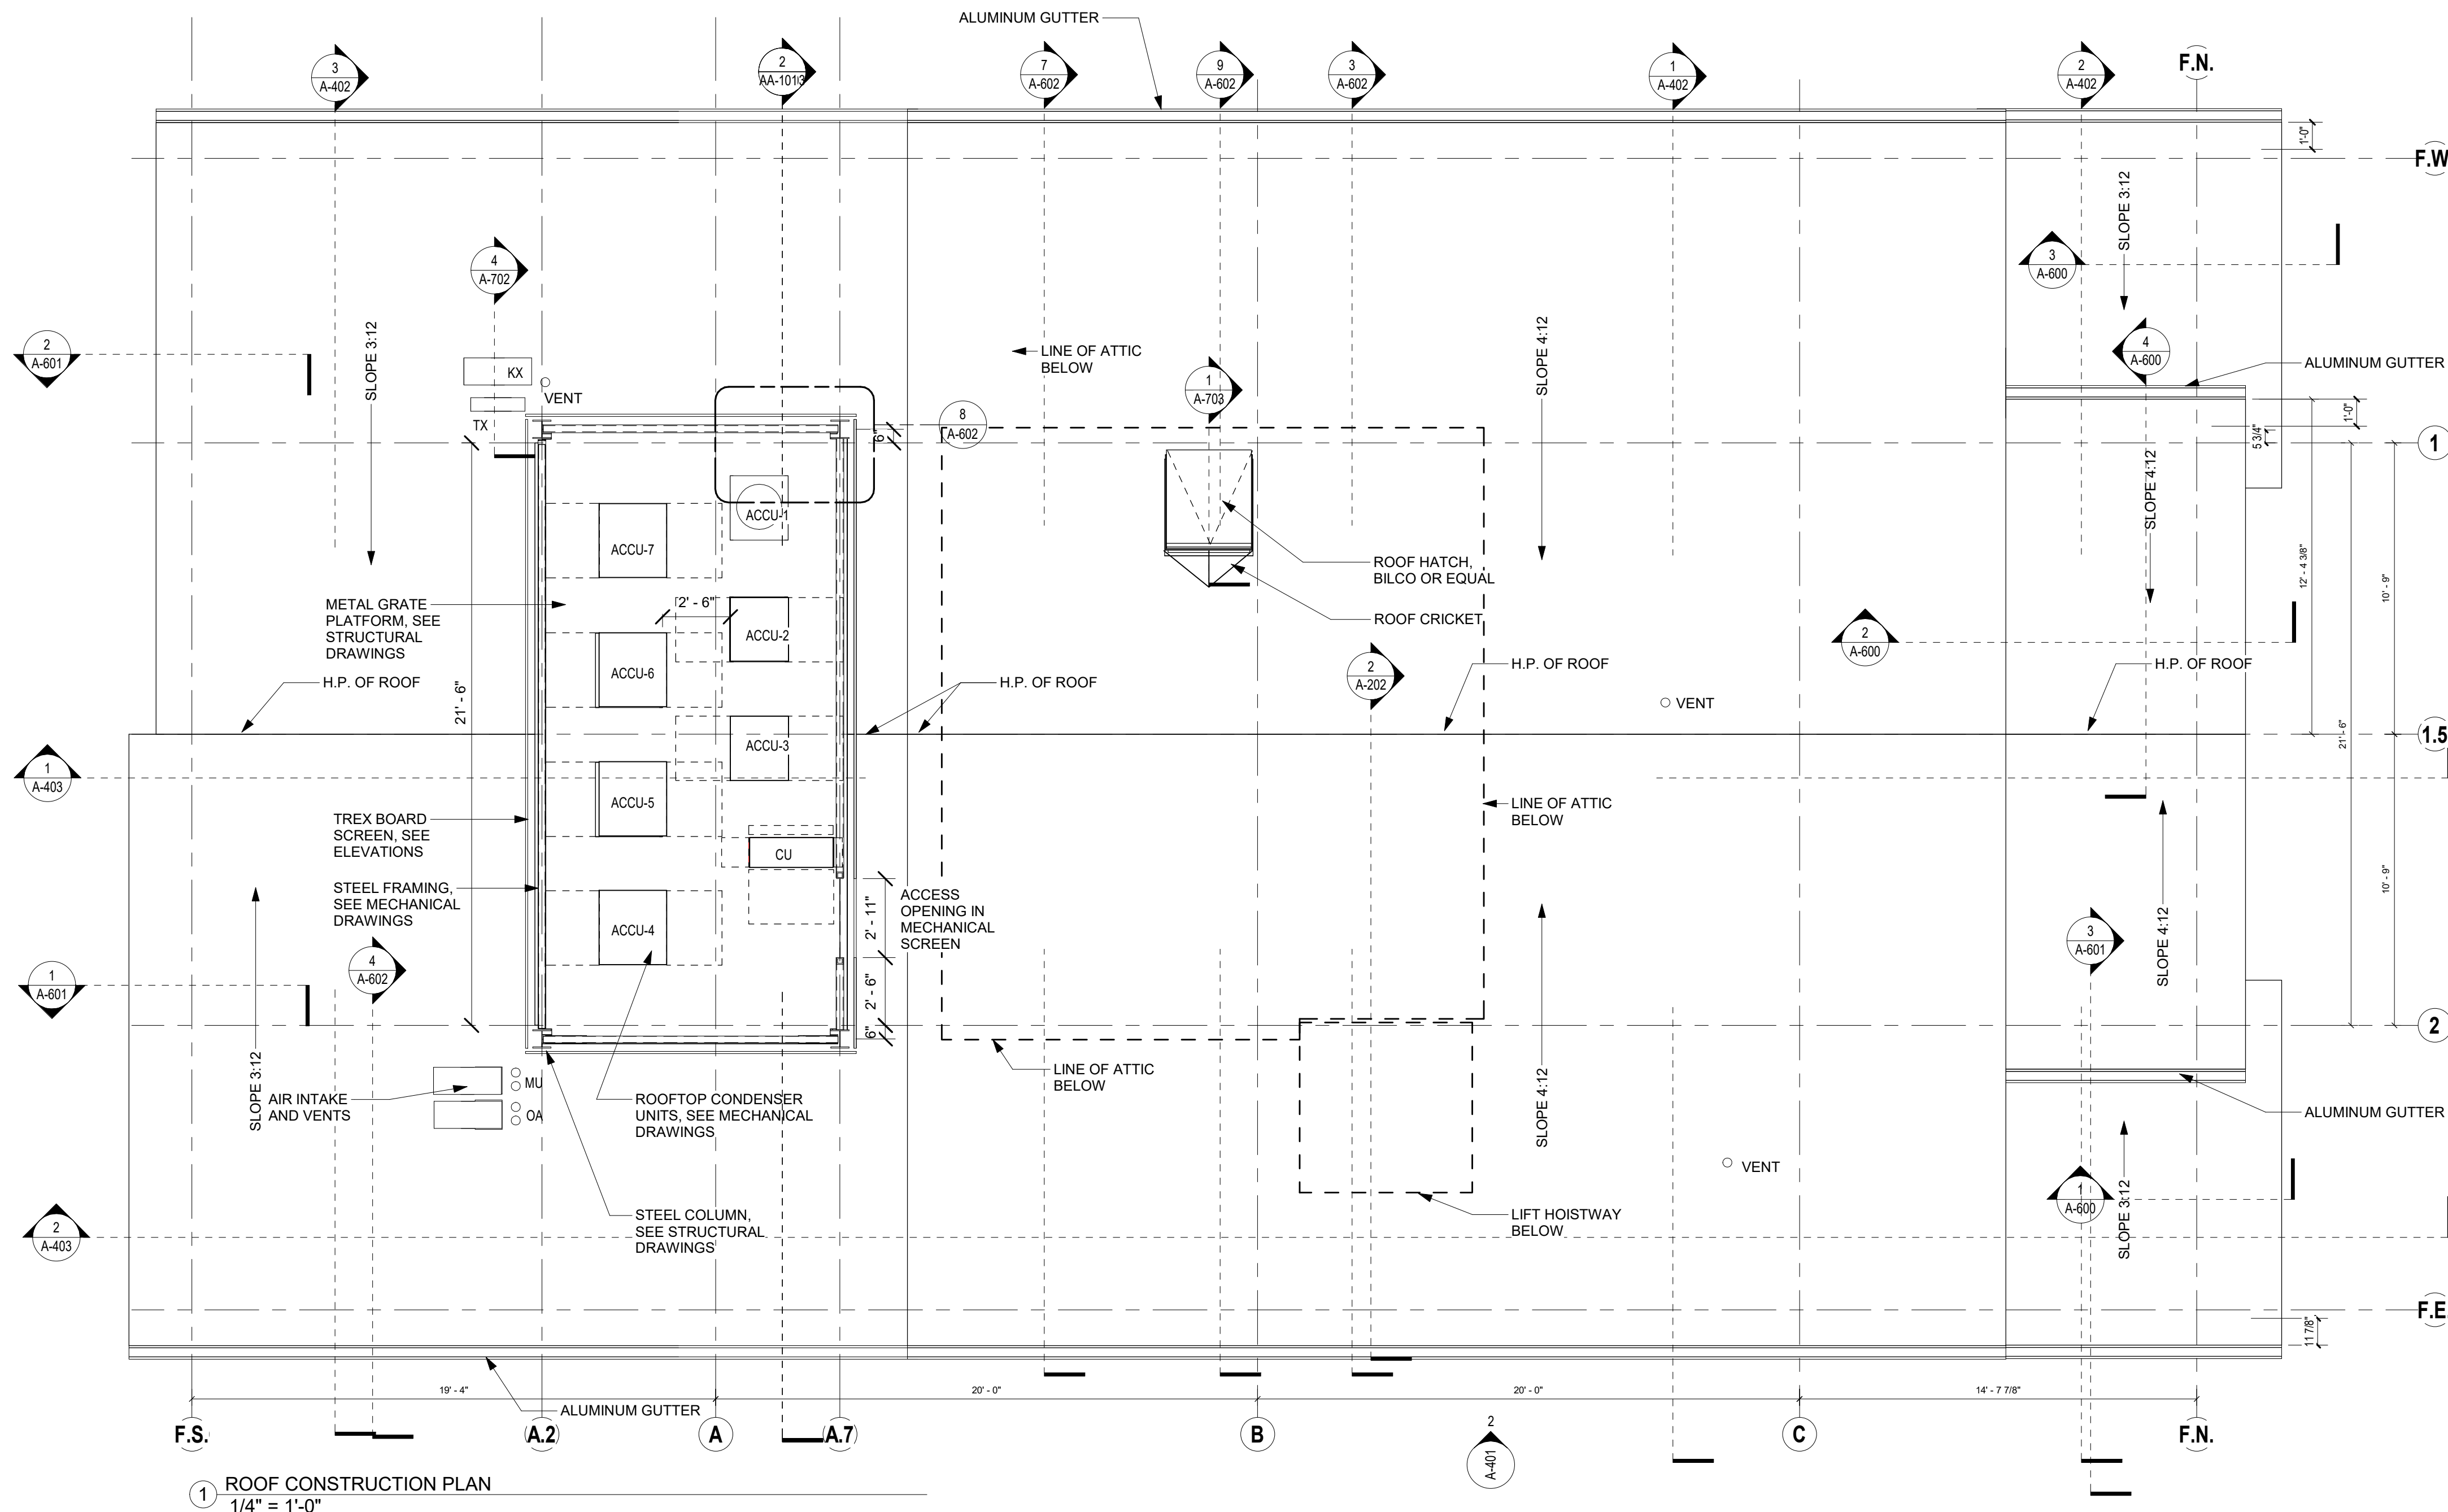 ALUMINUM GUTTER
3
A-402
2
7
A-602
9
A-602
3
A-602
1
A-402
2
A-402
F.N.
1'-0"
F.W
SLOPE 3:12
3
A-600
4
A-702
2
A-601
SLOPE 3:12
KX
VENT
TX
LINE OF ATTIC
BELOW
1
A-703
SLOPE 4:12
4
A-600
ALUMINUM GUTTER
8
A-602
6"
1'-0"
5 3/4"
1
ACCU-1
ACCU-7
SLOPE 4:12
ROOF HATCH,
BILCO OR EQUAL
12' - 4 3/8"
10' - 9"
METAL GRATE
PLATFORM, SEE
STRUCTURAL
DRAWINGS
2' - 6"
ACCU-2
ROOF CRICKET
2
A-600
ACCU-6
H.P. OF ROOF
H.P. OF ROOF
H.P. OF ROOF
H.P. OF ROOF
2
A-202
21' - 6"
VENT
ACCU-3
21' - 6"
1.5
1
A-403
ACCU-5
LINE OF ATTIC
BELOW
TREX BOARD
SCREEN, SEE
ELEVATIONS
CU
STEEL FRAMING,
SEE MECHANICAL
DRAWINGS
2' - 11"
ACCESS
OPENING IN
MECHANICAL
SCREEN
10' - 9"
ACCU-4
3
A-601
SLOPE 4:12
4
A-602
1
A-601
2' - 6"
6"
2
SLOPE 3:12
SLOPE 4:12
LINE OF ATTIC
BELOW
MU
OA
AIR INTAKE
AND VENTS
ROOFTOP CONDENSER
UNITS, SEE MECHANICAL
DRAWINGS
ALUMINUM GUTTER
VENT
1
A-600
SLOPE 3:12
2
A-403
STEEL COLUMN,
SEE STRUCTURAL
DRAWINGS
LIFT HOISTWAY
BELOW
F.E.
11 7/8"
19' - 4"
20' - 0"
20' - 0"
14' - 7 7/8"
ALUMINUM GUTTER
F.S.
A.2
A
A.7
B
2
A-401
C
F.N.
1
ROOF CONSTRUCTION PLAN
1/4" = 1'-0"